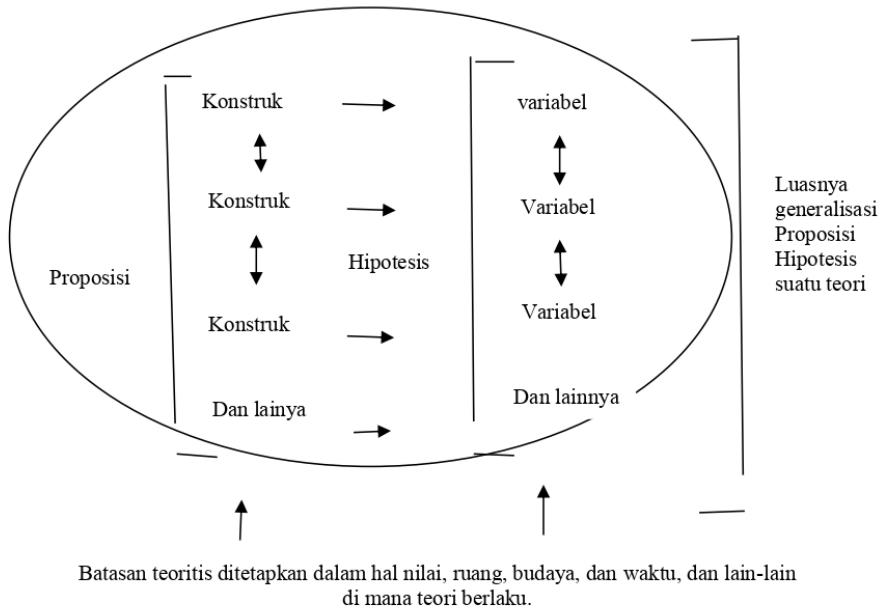 Konstruk
variabel
Konstruk
Variabel
Proposisi
Hipotesis
Konstruk
Variabel
Dan lainya
Dan lainnya
Luasnya
generalisasi
Proposisi
Hipotesis
suatu teori
Batasan teoritis ditetapkan dalam hal nilai, ruang, budaya, dan waktu, dan lain-lain
di mana teori berlaku.